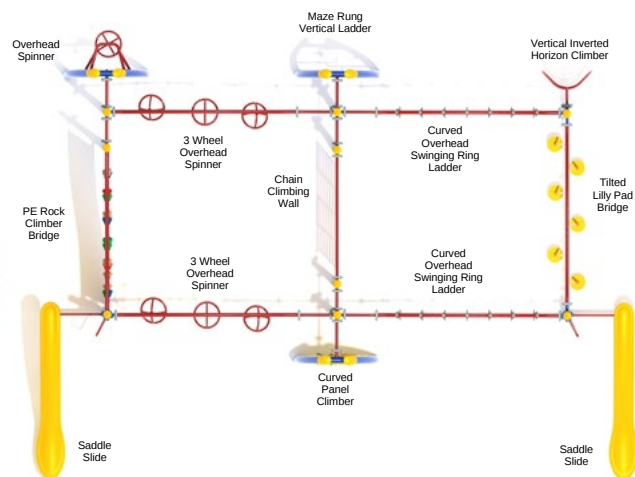 Maze Rung
Vertical Ladder
Overhead
Spinner
Vertical Inverted
Horizon Climber
3 Wheel
Overhead
Spinner
Curved
Overhead
Swinging Ring
Ladder
Chain
Climbing
Wall
Tilted
Lilly Pad
Bridge
PE Rock
Climber
Bridge
3 Wheel
Overhead
Spinner
Curved
Overhead
Swinging Ring
Ladder
Curved
Panel
Climber
Saddle
Slide
Saddle
Slide